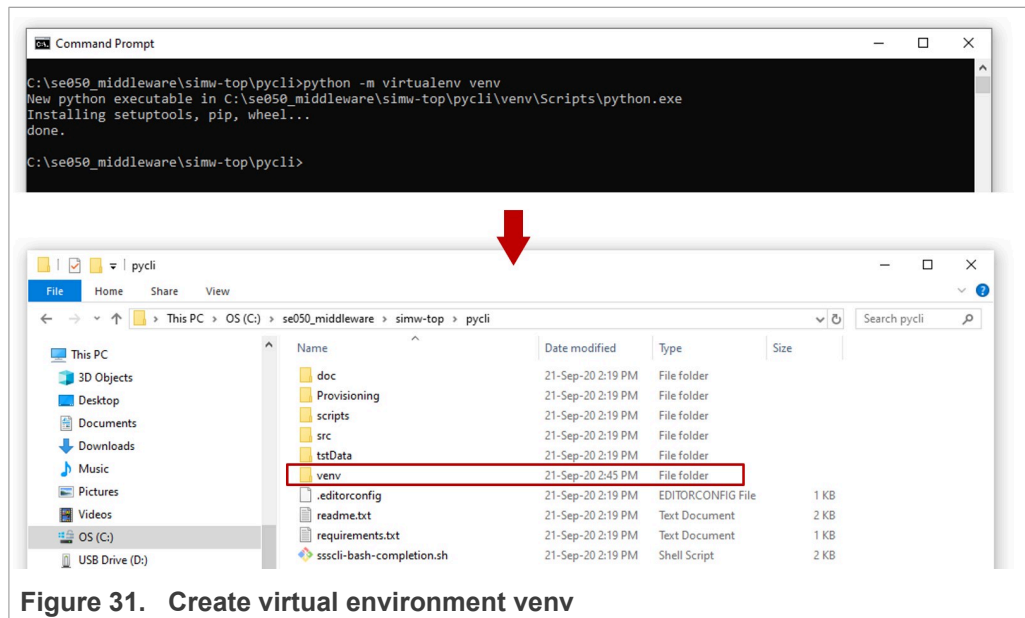 Command Prompt
C:\se050_middleware\simw-top\pycli>python -m virtualenv venv
New python executable in C:\se050_middleware\simw-top\pycli\venv\Scripts\python.exe
Installing setuptools, pip, wheel...
done.
C:\se050_middleware\simw-top\pycli>
pycli
File Home Share View
This PC > OS (C:) > se050_middleware > simw-top > pycli Search pycli
Name Date modified Type Size
This PC
3D Objects
Desktop
Documents
Downloads
Music
Pictures
Videos
OS (C:)
USB Drive (D:)
doc 21-Sep-20 2:19 PM File folder
Provisioning 21-Sep-20 2:19 PM File folder
scripts 21-Sep-20 2:19 PM File folder
src 21-Sep-20 2:19 PM File folder
tstData 21-Sep-20 2:19 PM File folder
venv 21-Sep-20 2:45 PM File folder
.editorconfig 21-Sep-20 2:19 PM EDITORCONFIG File 1 KB
readme.txt 21-Sep-20 2:19 PM Text Document 2 KB
requirements.txt 21-Sep-20 2:19 PM Text Document 1 KB
ssscli-bash-completion.sh 21-Sep-20 2:19 PM Shell Script 2 KB
Figure 31. Create virtual environment venv